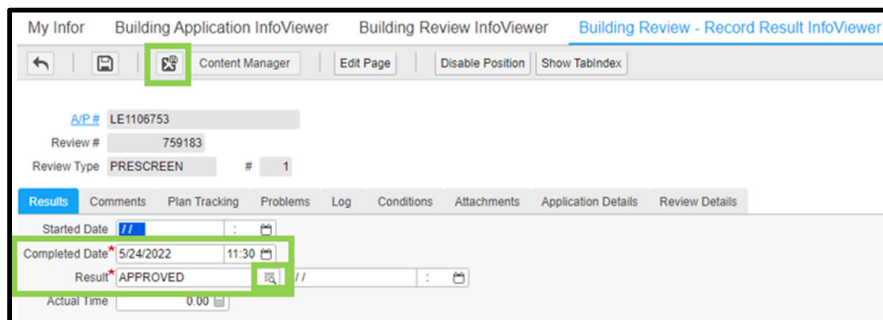 My Infor Building Application InfoViewer Building Review InfoViewer Building Review - Record Result InfoViewer
Content Manager Edit Page Disable Position Show TabIndex
A/P # LE1106753
Review # 759183
Review Type PRESCREEN # 1
Results Comments Plan Tracking Problems Log Conditions Attachments Application Details Review Details
Started Date / / :
Completed Date* 5/24/2022 11:30
Result* APPROVED / / :
Actual Time 0.00